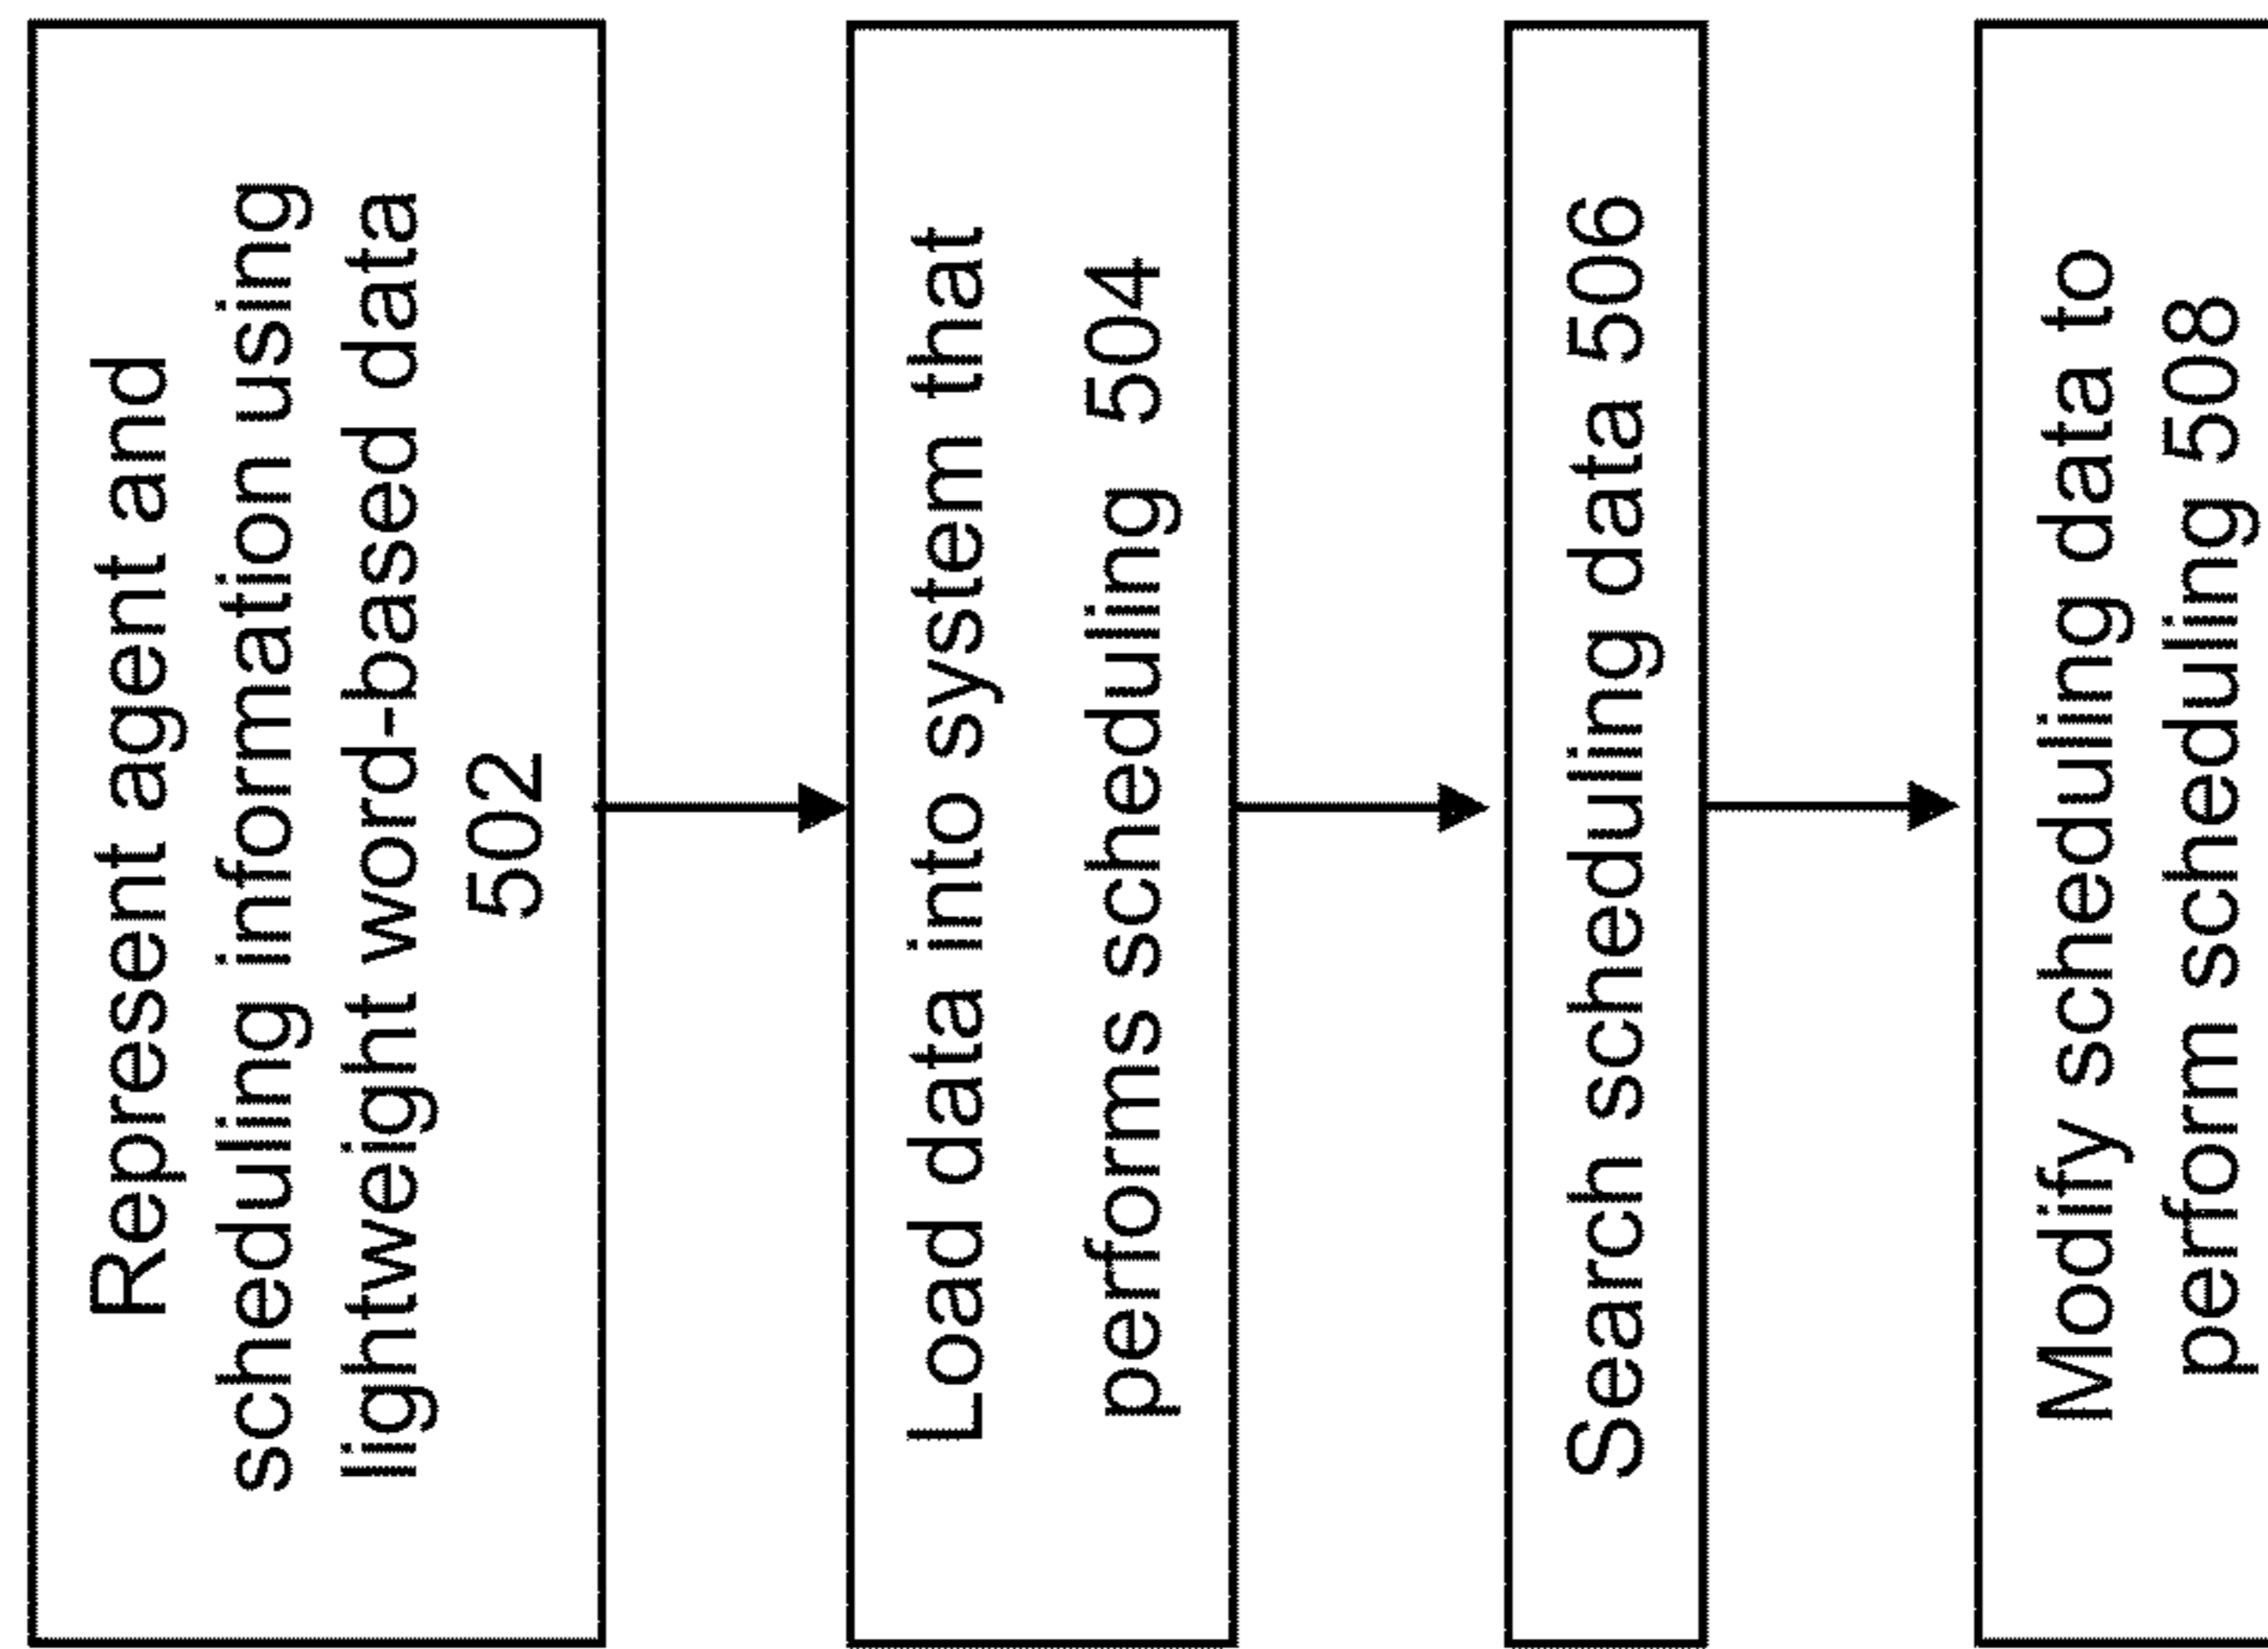 Represent agent and
scheduling information using
lightweight word-based data
502
Load data into system that
performs scheduling 504
Search scheduling data 506
Modify scheduling data to
perform scheduling 508